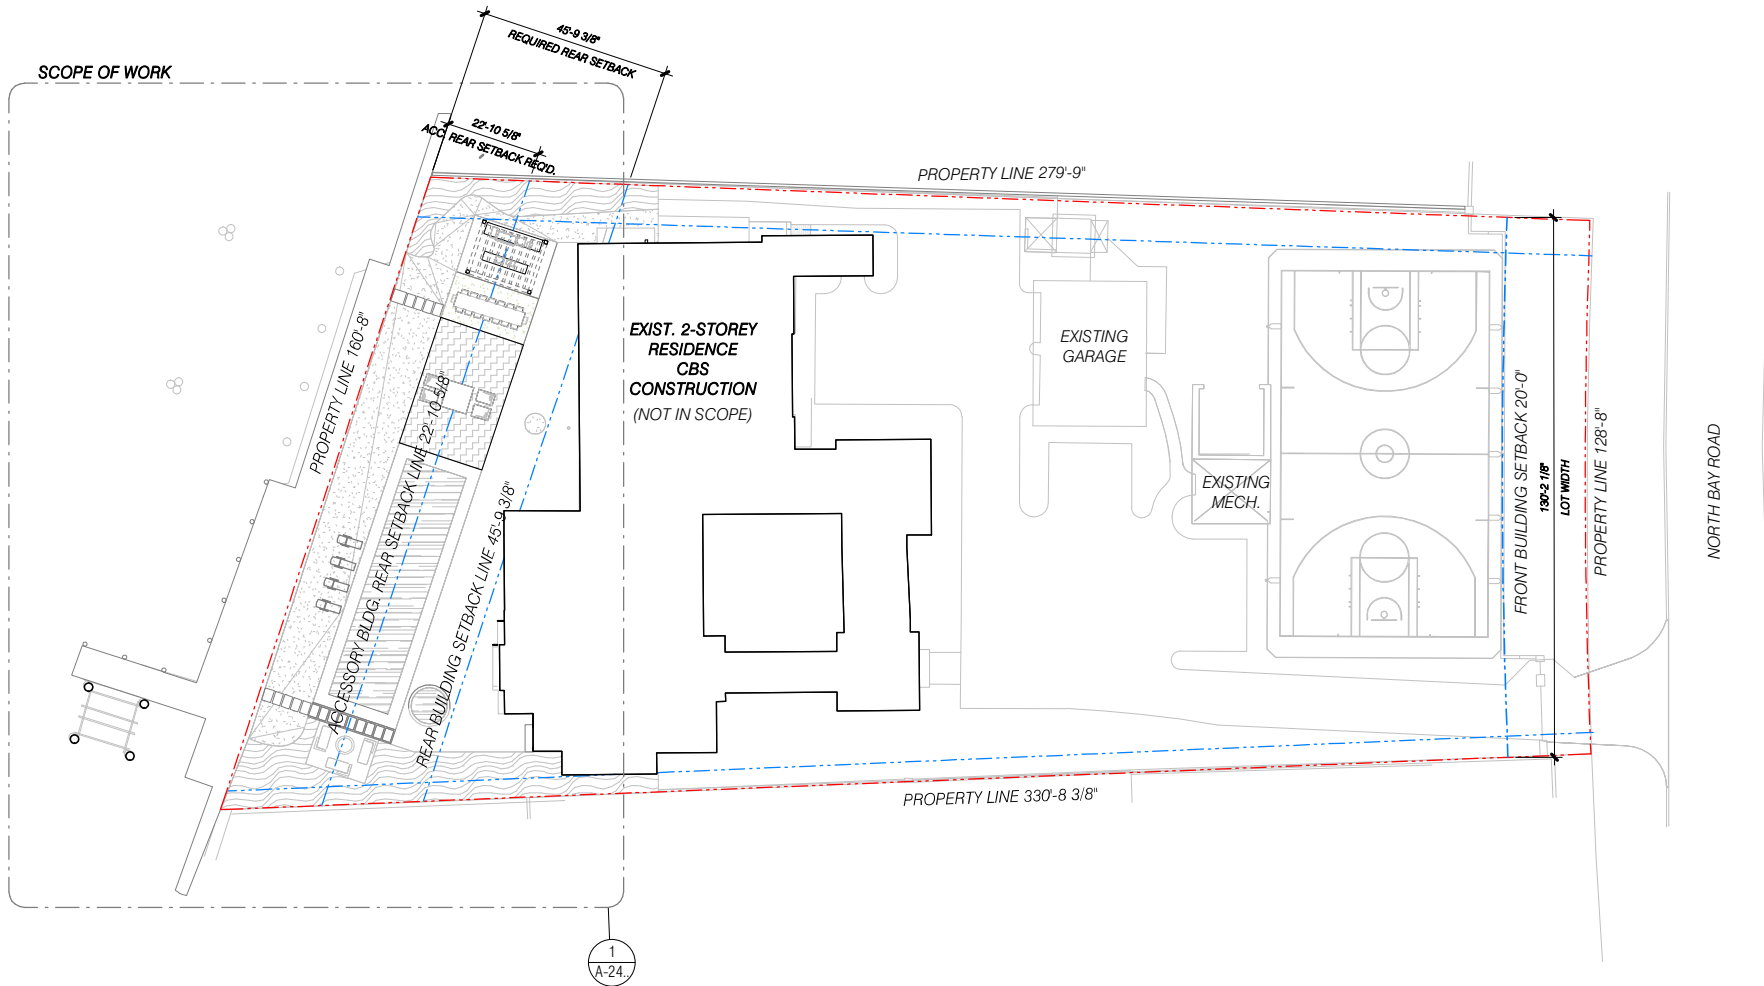 45'-9 3/8"
REQUIRED REAR SETBACK
SCOPE OF WORK
22'-10 5/8"
ACC. REAR SETBACK REQ'D.
PROPERTY LINE 279'-9"
PROPERTY LINE 160'-8"
EXIST. 2-STOREY
RESIDENCE
CBS
CONSTRUCTION
(NOT IN SCOPE)
EXISTING
GARAGE
EXISTING
MECH.
ACCESSORY BLDG. REAR SETBACK LINE 22'-10 5/8"
REAR BUILDING SETBACK LINE 45'-9 3/8"
FRONT BUILDING SETBACK 20'-0"
130'-2 1/8"
LOT WIDTH
PROPERTY LINE 128'-8"
NORTH BAY ROAD
PROPERTY LINE 330'-8 3/8"
1
A-24..